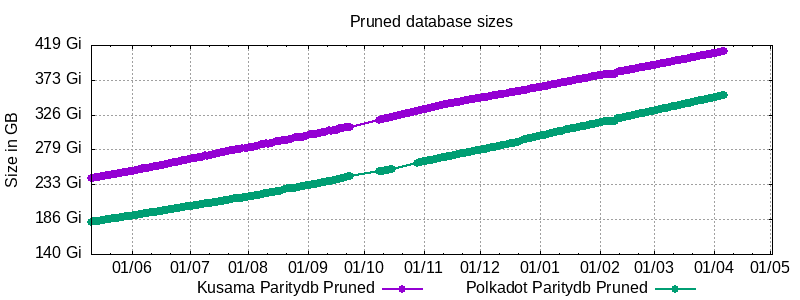 Pruned database sizes
419 Gi
373 Gi
326 Gi
279 Gi
233 Gi
186 Gi
140 Gi
Size in GB
01/06 01/07 01/08 01/09 01/10 01/11 01/12 01/01 01/02 01/03 01/04 01/05
Kusama Paritydb Pruned Polkadot Paritydb Pruned